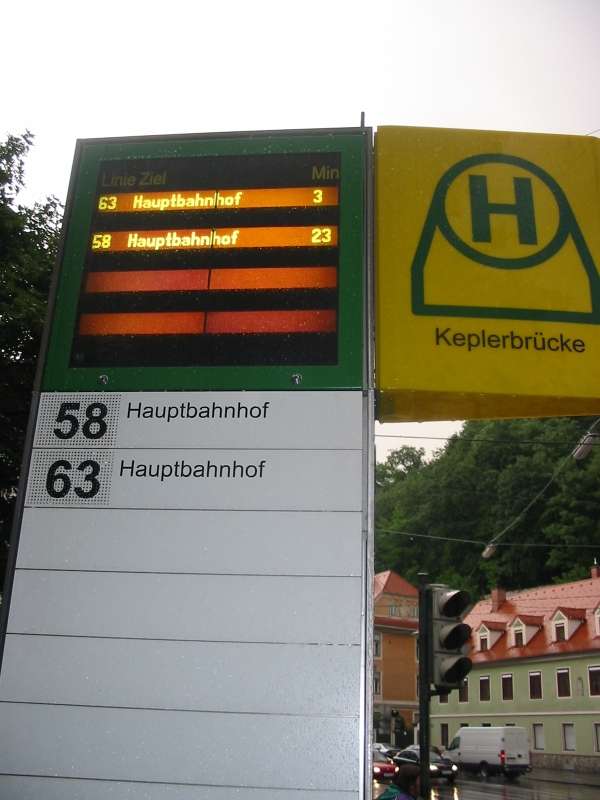 Linie Ziel Min
63 Hauptbahnhof 3
58 Hauptbahnhof 23
H
Keplerbrücke
58 Hauptbahnhof
63 Hauptbahnhof